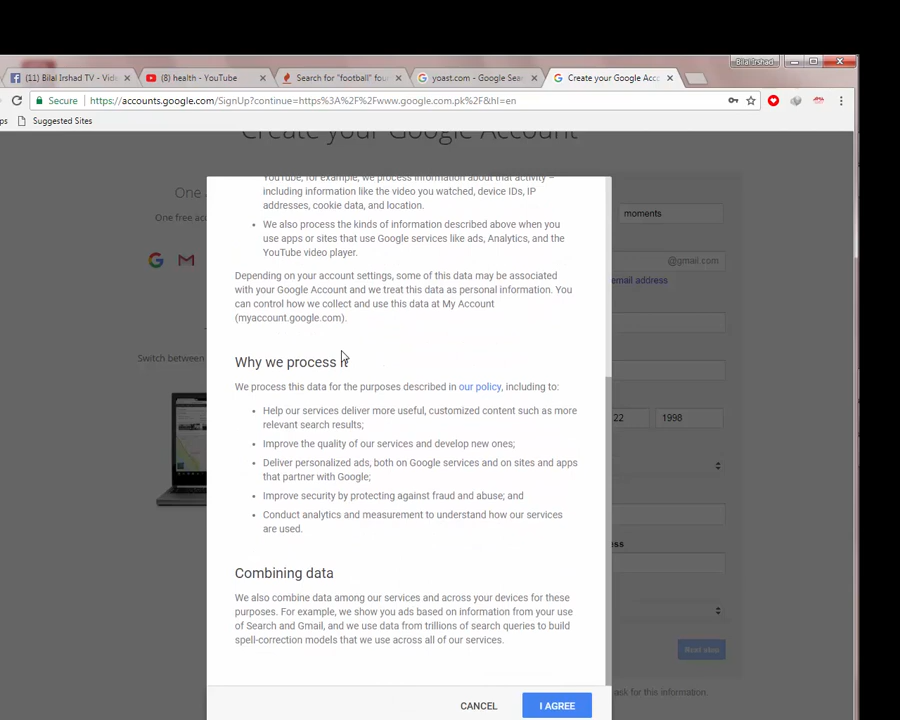 Bilal Irshad
(11) Bilal Irshad TV - Vid
(8) health - YouTube
Search for "football" fou
yoast.com - Google Sea
Create your Google Acco
Secure
https://accounts.google.com/SignUp?continue=https%3A%2F%2Fwww.google.com.pk%2F&hl=en
ps
Suggested Sites
Create your Google Account
One
One free acc
Switch between
moments
@gmail.com
email address
22
1998
ess
Next step
ask for this information.
YouTube, for example, we process information about that activity –
including information like the video you watched, device IDs, IP
addresses, cookie data, and location.
• We also process the kinds of information described above when you
use apps or sites that use Google services like ads, Analytics, and the
YouTube video player.
Depending on your account settings, some of this data may be associated
with your Google Account and we treat this data as personal information. You
can control how we collect and use this data at My Account
(myaccount.google.com).
Why we process it
We process this data for the purposes described in our policy, including to:
• Help our services deliver more useful, customized content such as more
relevant search results;
• Improve the quality of our services and develop new ones;
• Deliver personalized ads, both on Google services and on sites and apps
that partner with Google;
• Improve security by protecting against fraud and abuse; and
• Conduct analytics and measurement to understand how our services
are used.
Combining data
We also combine data among our services and across your devices for these
purposes. For example, we show you ads based on information from your use
of Search and Gmail, and we use data from trillions of search queries to build
spell-correction models that we use across all of our services.
CANCEL
I AGREE